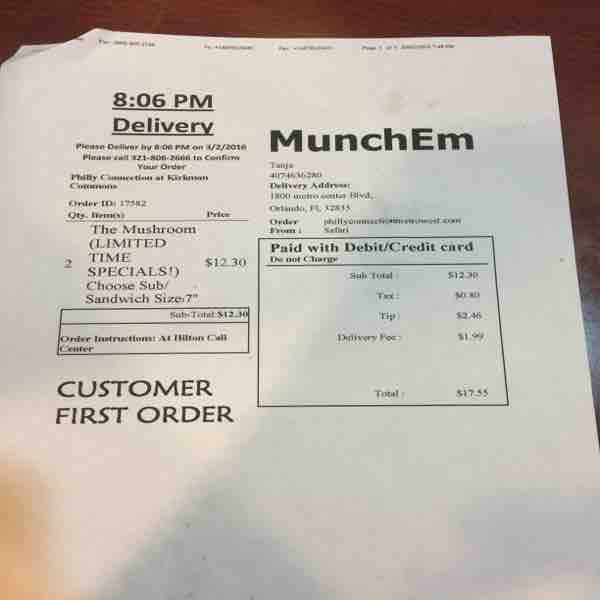 8:06 PM
Delivery
Please Deliver by 8:06 PM on 3/2/2016
Please call 321-806-2666 to Confirm
Your Order
Philly Connection at Kirkman
Commons
Order ID: 17582
Qty. Item(s) Price
2 The Mushroom
(LIMITED
TIME
SPECIALS!) $12.30
Choose Sub/
Sandwich Size:7"
Sub-Total:$12.30
Order Instructions: At Hilton Call
Center
CUSTOMER
FIRST ORDER
MunchEm
Tanja
4074636280
Delivery Address:
1800 metro center Blvd,
Orlando, FL 32835
Order phillyconnectionmetrowest.com
From : Safari
Paid with Debit/Credit card
Do not Charge
Sub Total : $12.30
Tax : $0.80
Tip : $2.46
Delivery Fee : $1.99
Total : $17.55